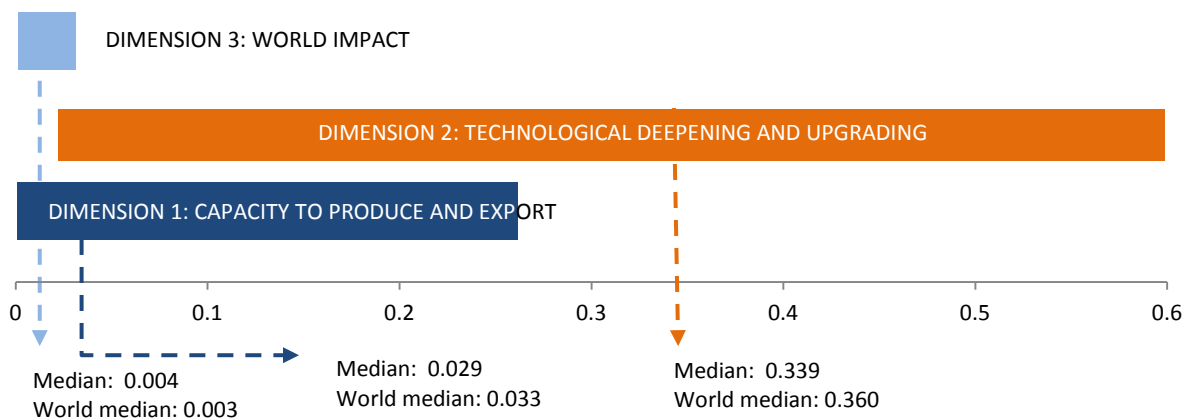 DIMENSION 3: WORLD IMPACT
DIMENSION 2: TECHNOLOGICAL DEEPENING AND UPGRADING
DIMENSION 1: CAPACITY TO PRODUCE AND EXPORT
0 0.1 0.2 0.3 0.4 0.5 0.6
Median: 0.004
World median: 0.003
Median: 0.029
World median: 0.033
Median: 0.339
World median: 0.360